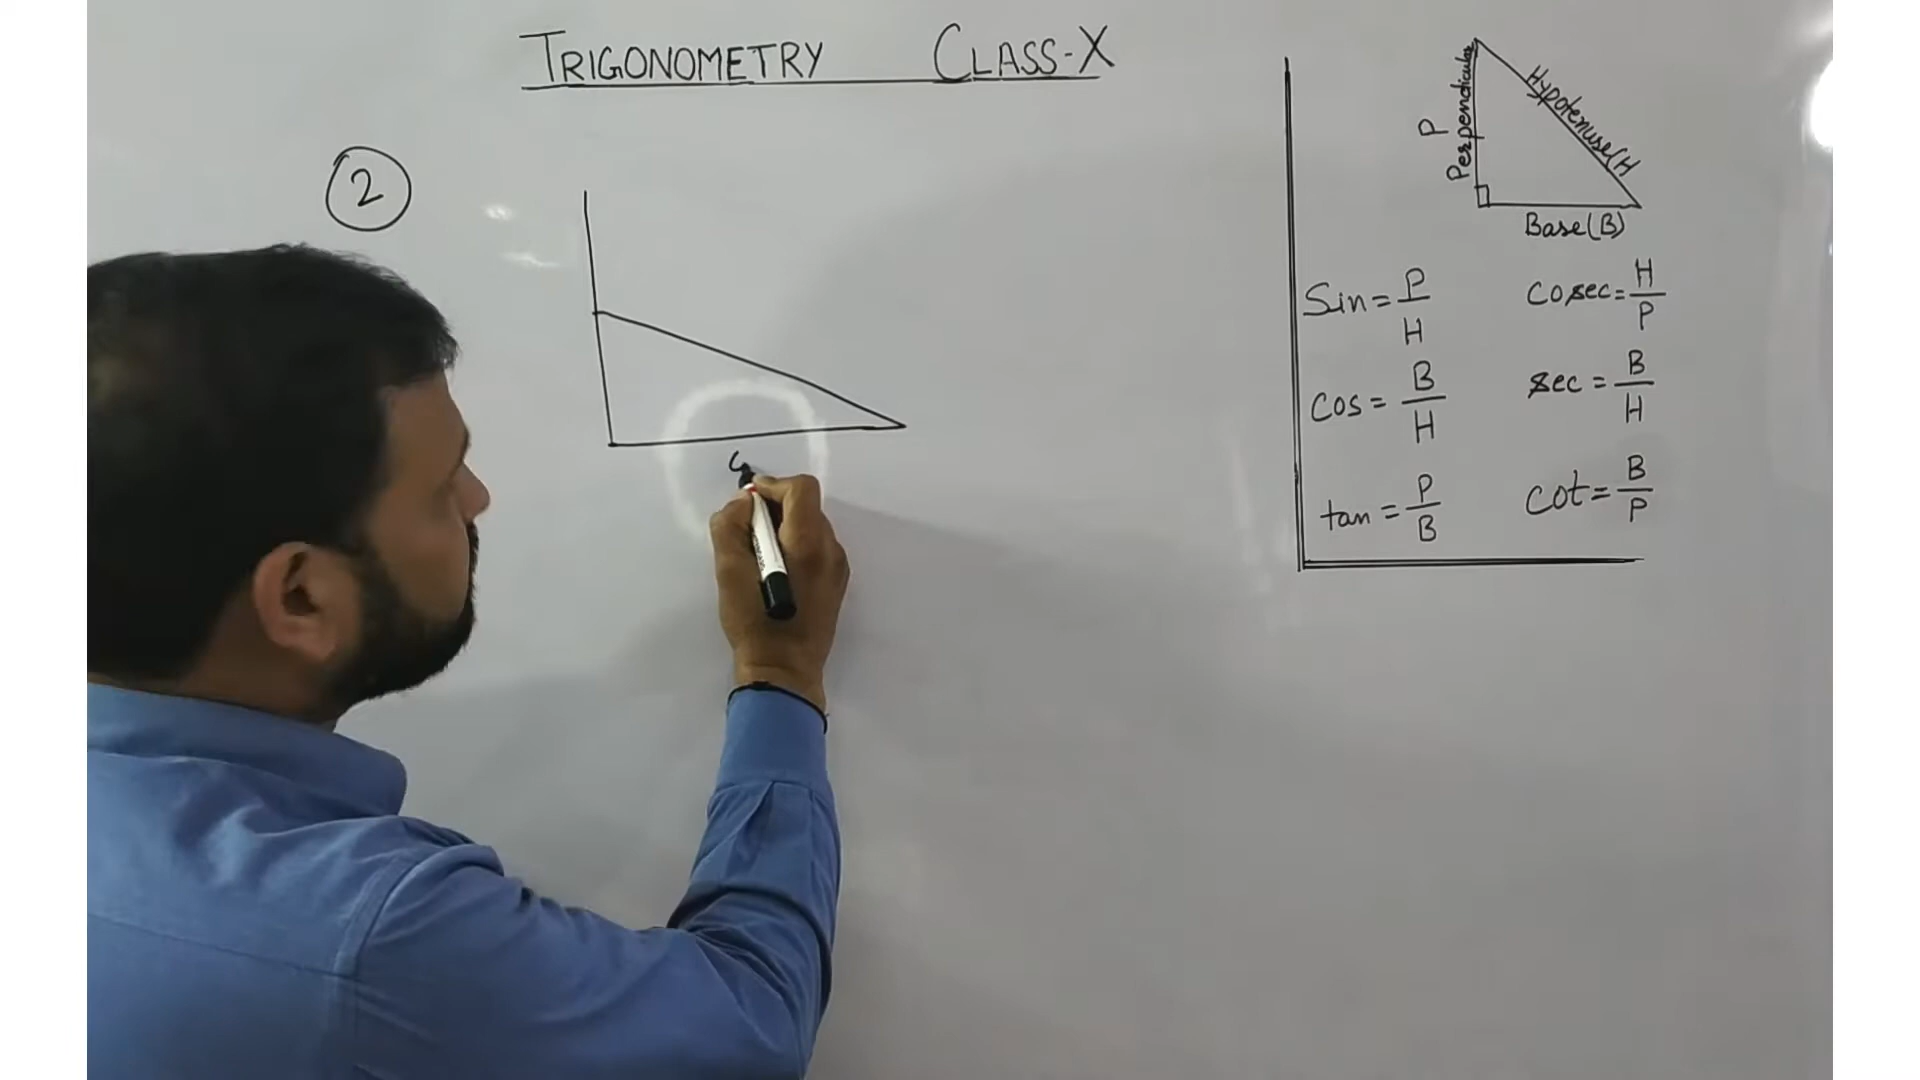 TRIGONOMETRY CLASS-X
2
P
Perpendicular
Hypotenuse(H
Base(B)
Sin = P/H
Cosec = H/P
Cos = B/H
Sec = B/H
tan = P/B
Cot = B/P